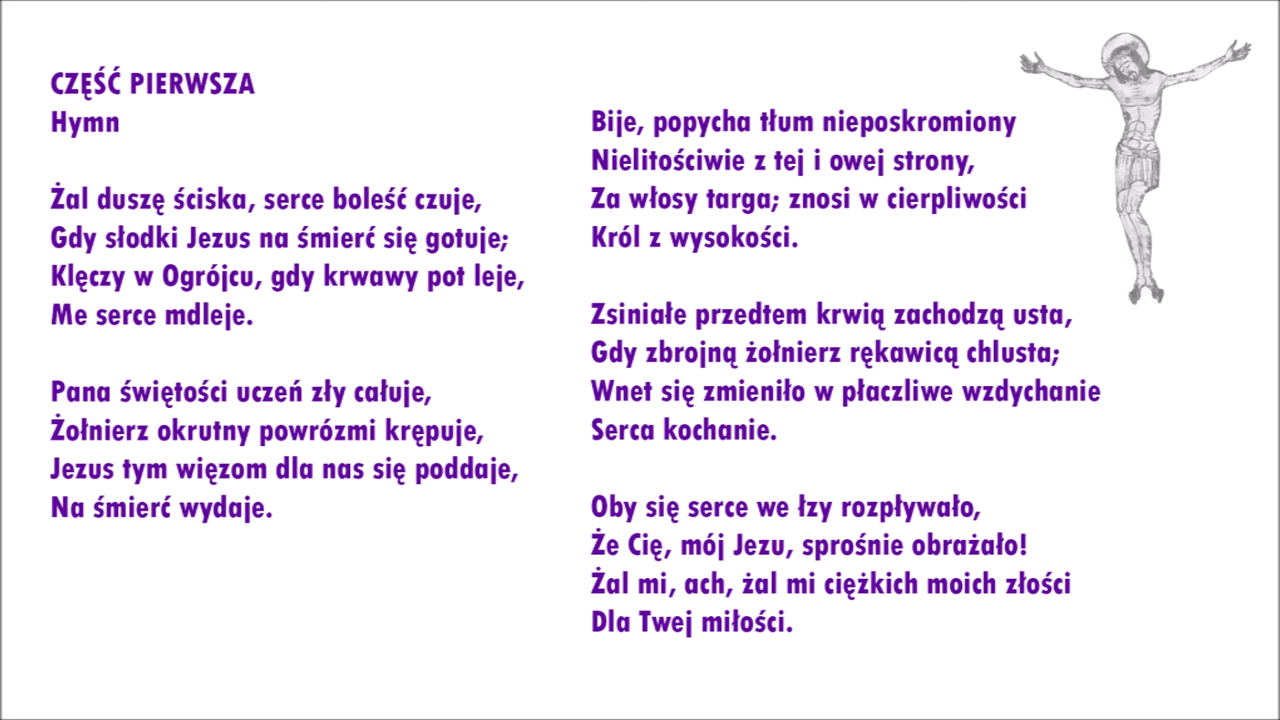 CZĘŚĆ PIERWSZA
Hymn
Żal duszę ściska, serce boleść czuje,
Gdy słodki Jezus na śmierć się gotuje;
Klęczy w Ogrójcu, gdy krwawy pot leje,
Me serce mdleje.
Pana świętości uczeń zły całuje,
Żołnierz okrutny powrózmi krępuje,
Jezus tym więzom dla nas się poddaje,
Na śmierć wydaje.
Bije, popycha tłum nieposkromiony
Nielitościwie z tej i owej strony,
Za włosy targa; znosi w cierpliwości
Król z wysokości.
Zsiniałe przedtem krwią zachodzą usta,
Gdy zbrojną żołnierz rękawicą chlusta;
Wnet się zmieniło w płaczliwe wzdychanie
Serca kochanie.
Oby się serce we łzy rozpływało,
Że Cię, mój Jezu, sprośnie obrażało!
Żal mi, ach, żal mi ciężkich moich złości
Dla Twej miłości.